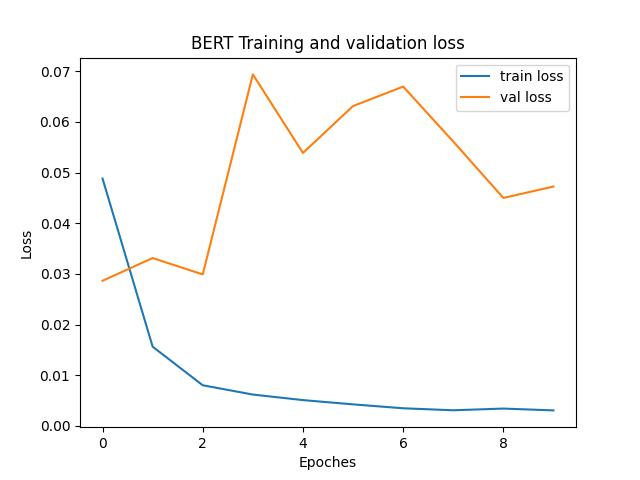 BERT Training and validation loss
train loss
val loss
0.07
0.06
0.05
0.04
0.03
0.02
0.01
0.00
Loss
0 2 4 6 8
Epoches